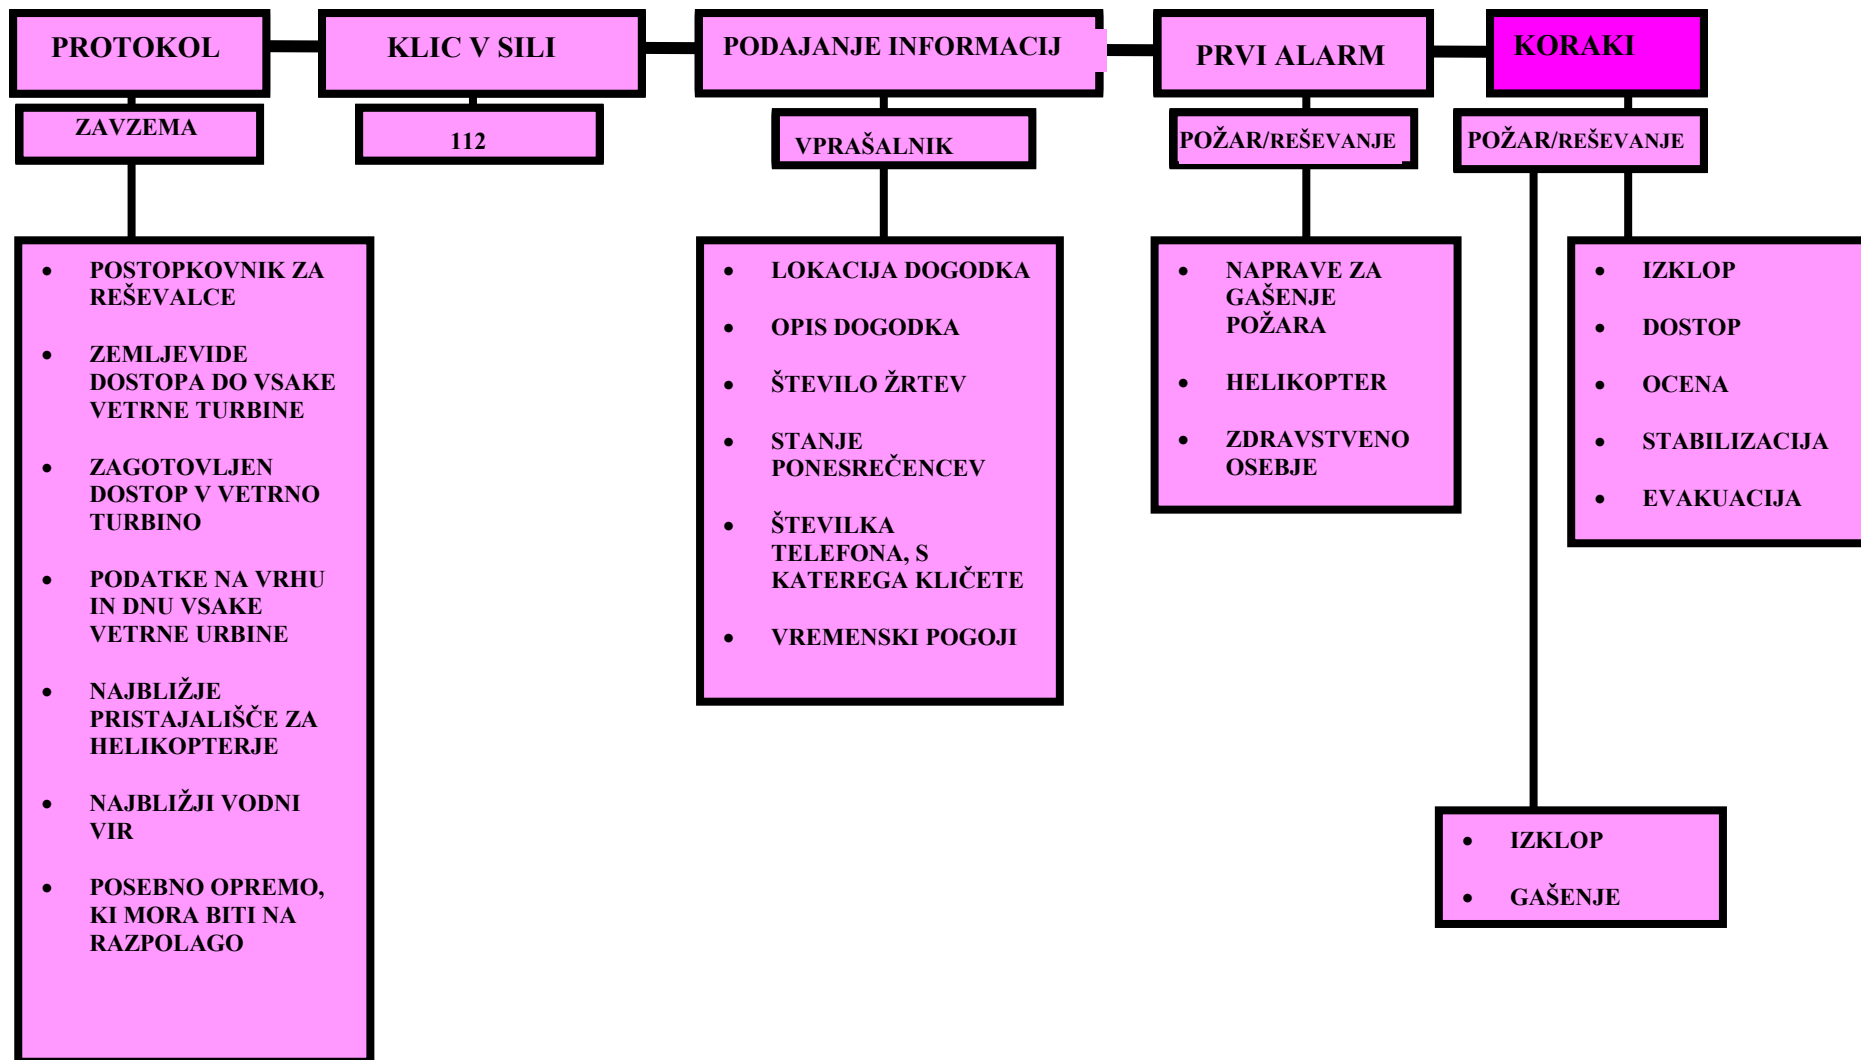 PROTOKOL
KLIC V SILI
PODAJANJE INFORMACIJ
PRVI ALARM
KORAKI
ZAVZEMA
112
VPRAŠALNIK
POŽAR/REŠEVANJE
POŽAR/REŠEVANJE
• POSTOPKOVNIK ZA
REŠEVALCE
• ZEMLJEVIDE
DOSTOPA DO VSAKE
VETRNE TURBINE
• ZAGOTOVLJEN
DOSTOP V VETRNO
TURBINO
• PODATKE NA VRHU
IN DNU VSAKE
VETRNE URBINE
• NAJBLIŽJE
PRISTAJALIŠČE ZA
HELIKOPTERJE
• NAJBLIŽJI VODNI
VIR
• POSEBNO OPREMO,
KI MORA BITI NA
RAZPOLAGO
• LOKACIJA DOGODKA
• OPIS DOGODKA
• ŠTEVILO ŽRTEV
• STANJE
PONESREČENCEV
• ŠTEVILKA
TELEFONA, S
KATEREGA KLIČETE
• VREMENSKI POGOJI
• NAPRAVE ZA
GAŠENJE
POŽARA
• HELIKOPTER
• ZDRAVSTVENO
OSEBJE
• IZKLOP
• DOSTOP
• OCENA
• STABILIZACIJA
• EVAKUACIJA
• IZKLOP
• GAŠENJE